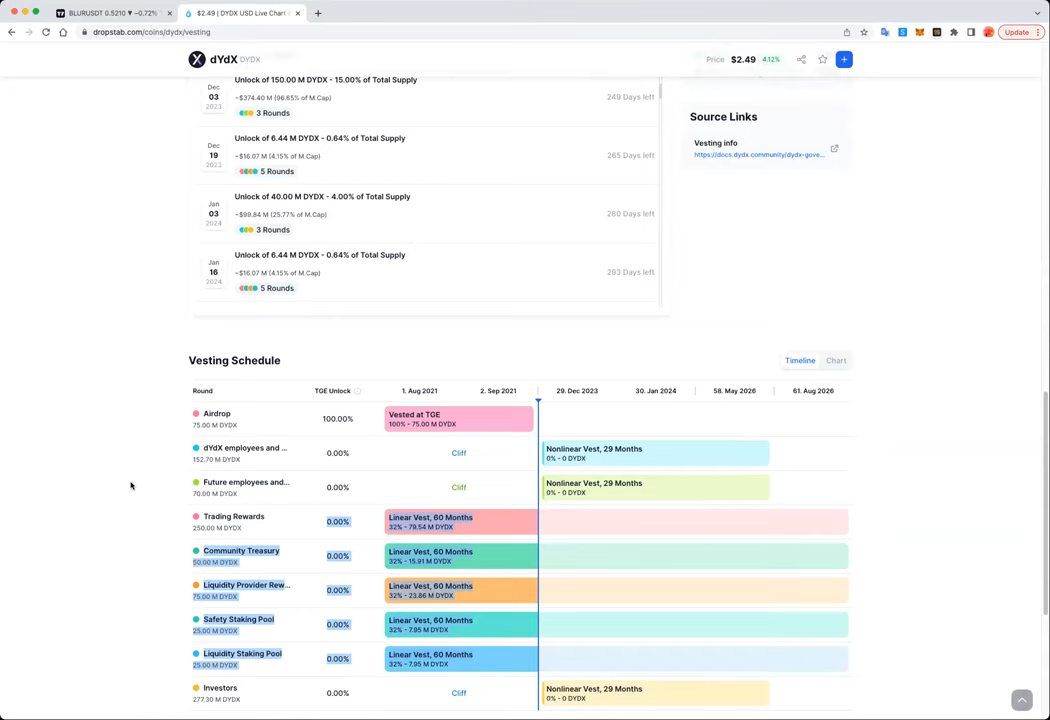 BLURUSDT 0.5210 ▼ −0.72%
$2.49 | DYDX USD Live Chart
dropstab.com/coins/dydx/vesting
Update
dYdX DYDX
Price $2.49 4.12%
Dec
03
2023
Unlock of 150.00 M DYDX - 15.00% of Total Supply
~$374.40 M (96.65% of M.Cap)
3 Rounds
249 Days left
Dec
19
2023
Unlock of 6.44 M DYDX - 0.64% of Total Supply
~$16.07 M (4.15% of M.Cap)
5 Rounds
265 Days left
Jan
03
2024
Unlock of 40.00 M DYDX - 4.00% of Total Supply
~$99.84 M (25.77% of M.Cap)
3 Rounds
280 Days left
Jan
16
2024
Unlock of 6.44 M DYDX - 0.64% of Total Supply
~$16.07 M (4.15% of M.Cap)
5 Rounds
293 Days left
Source Links
Vesting info
https://docs.dydx.community/dydx-gove...
Vesting Schedule
Timeline Chart
Round TGE Unlock 1. Aug 2021 2. Sep 2021 29. Dec 2023 30. Jan 2024 58. May 2026 61. Aug 2026
Airdrop
75.00 M DYDX
100.00%
Vested at TGE
100% - 75.00 M DYDX
dYdX employees and ...
152.70 M DYDX
0.00%
Cliff
Nonlinear Vest, 29 Months
0% - 0 DYDX
Future employees and...
70.00 M DYDX
0.00%
Cliff
Nonlinear Vest, 29 Months
0% - 0 DYDX
Trading Rewards
250.00 M DYDX
0.00%
Linear Vest, 60 Months
32% - 79.54 M DYDX
Community Treasury
50.00 M DYDX
0.00%
Linear Vest, 60 Months
32% - 15.91 M DYDX
Liquidity Provider Rew...
75.00 M DYDX
0.00%
Linear Vest, 60 Months
32% - 23.86 M DYDX
Safety Staking Pool
25.00 M DYDX
0.00%
Linear Vest, 60 Months
32% - 7.95 M DYDX
Liquidity Staking Pool
25.00 M DYDX
0.00%
Linear Vest, 60 Months
32% - 7.95 M DYDX
Investors
277.30 M DYDX
0.00%
Cliff
Nonlinear Vest, 29 Months
0% - 0 DYDX